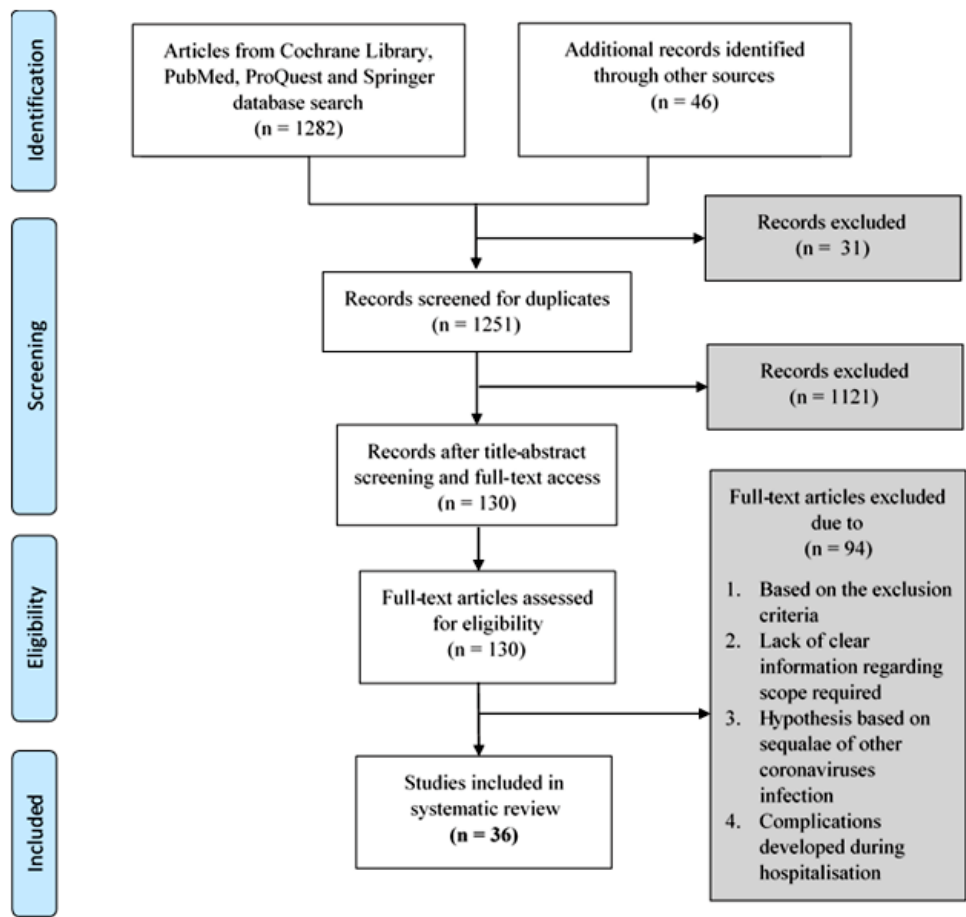 Identification
Articles from Cochrane Library,
PubMed, ProQuest and Springer
database search
(n = 1282)
Additional records identified
through other sources
(n = 46)
Records excluded
(n = 31)
Screening
Records screened for duplicates
(n = 1251)
Records excluded
(n = 1121)
Records after title-abstract
screening and full-text access
(n = 130)
Eligibility
Full-text articles assessed
for eligibility
(n = 130)
Full-text articles excluded
due to
(n = 94)
1. Based on the exclusion
criteria
2. Lack of clear
information regarding
scope required
3. Hypothesis based on
sequalae of other
coronaviruses
infection
4. Complications
developed during
hospitalisation
Included
Studies included in
systematic review
(n = 36)